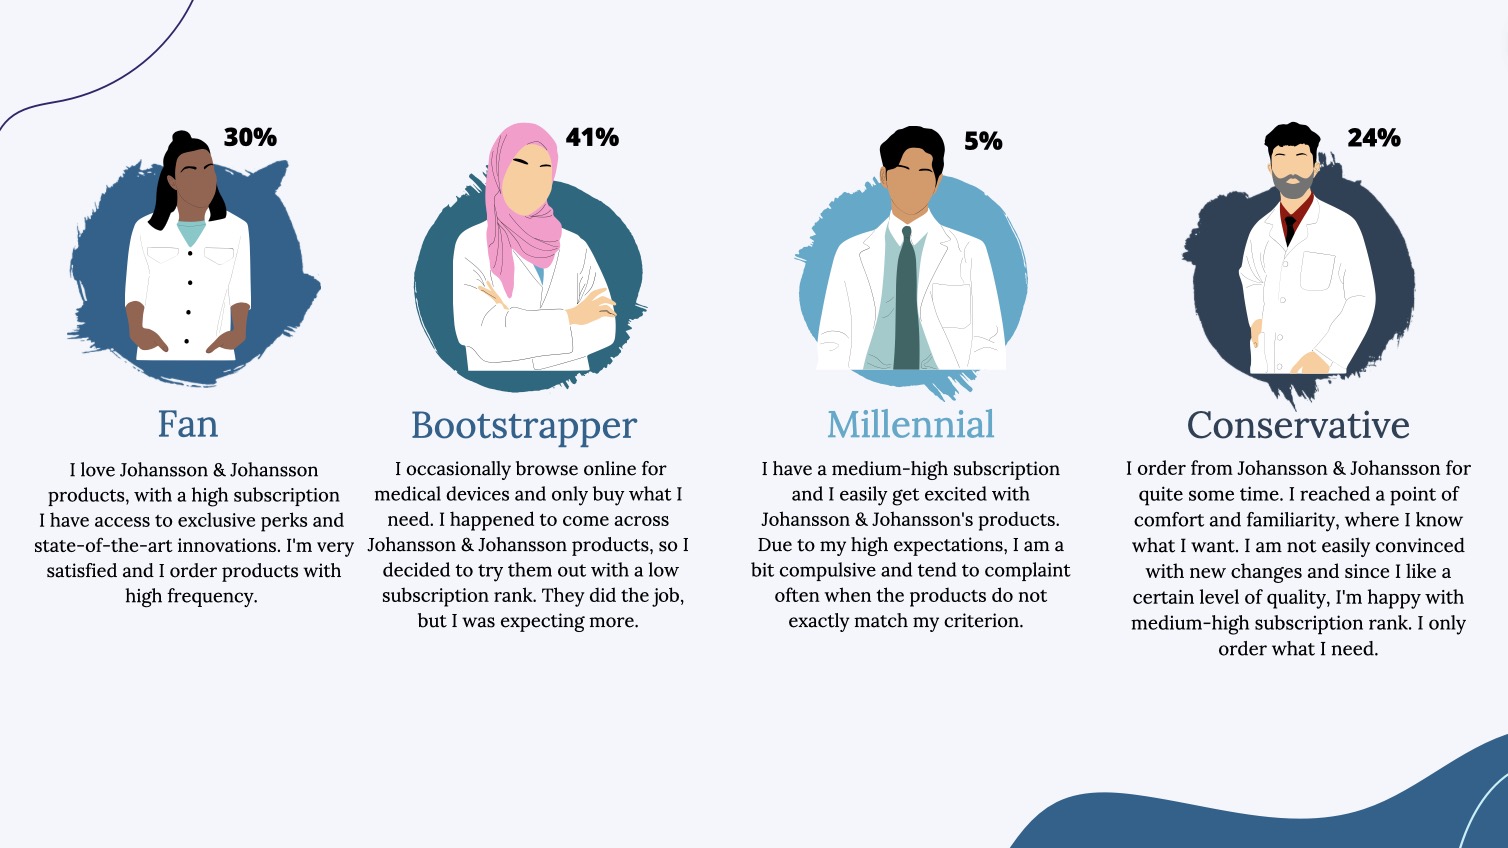 30%
Fan
I love Johansson & Johansson
products, with a high subscription
I have access to exclusive perks and
state-of-the-art innovations. I'm very
satisfied and I order products with
high frequency.
41%
Bootstrapper
I occasionally browse online for
medical devices and only buy what I
need. I happened to come across
Johansson & Johansson products, so I
decided to try them out with a low
subscription rank. They did the job,
but I was expecting more.
5%
Millennial
I have a medium-high subscription
and I easily get excited with
Johansson & Johansson's products.
Due to my high expectations, I am a
bit compulsive and tend to complaint
often when the products do not
exactly match my criterion.
24%
Conservative
I order from Johansson & Johansson for
quite some time. I reached a point of
comfort and familiarity, where I know
what I want. I am not easily convinced
with new changes and since I like a
certain level of quality, I'm happy with
medium-high subscription rank. I only
order what I need.